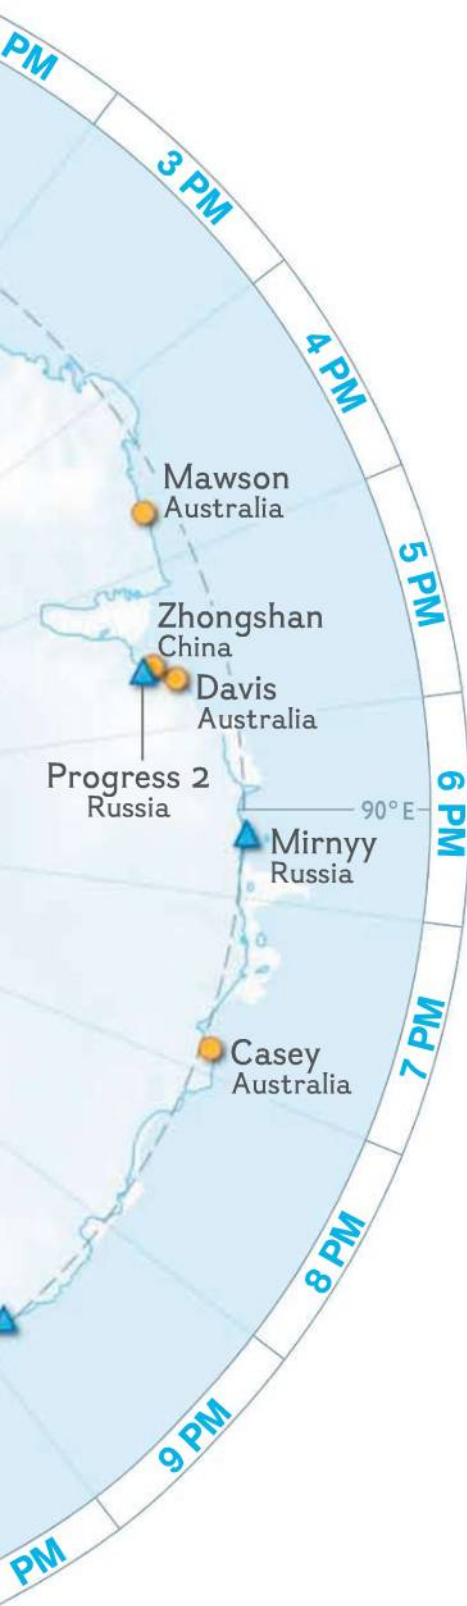 PM
3 PM
4 PM
Mawson
Australia
5 PM
Zhongshan
China
Davis
Australia
Progress 2
Russia
6 PM
90° E
Mirnyy
Russia
7 PM
Casey
Australia
8 PM
9 PM
PM